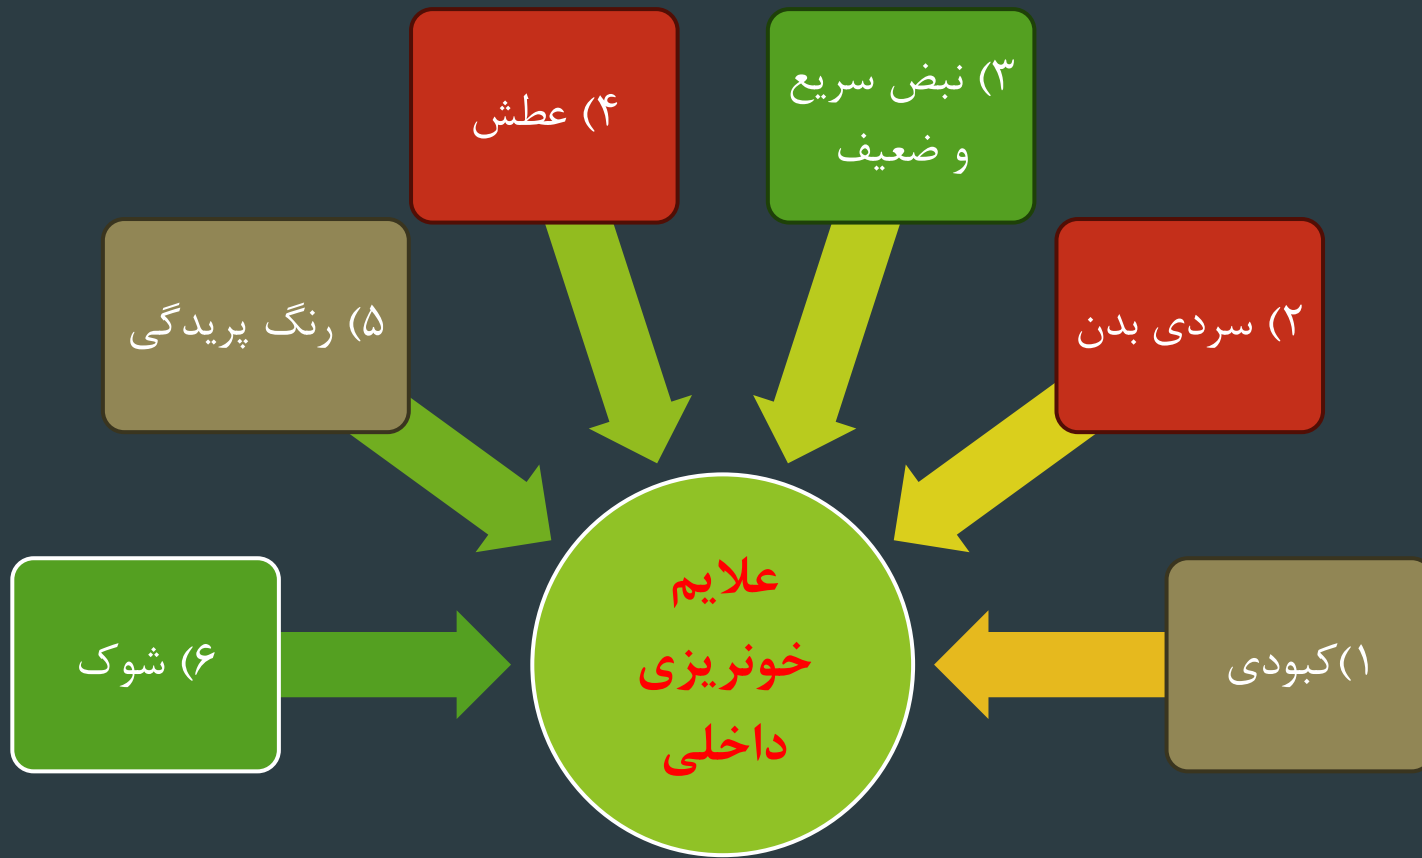 علایم
خونریزی
داخلی
۱)کبودی
۲) سردی بدن
۳) نبض سریع
و ضعیف
۴) عطش
۵) رنگ پریدگی
۶) شوک